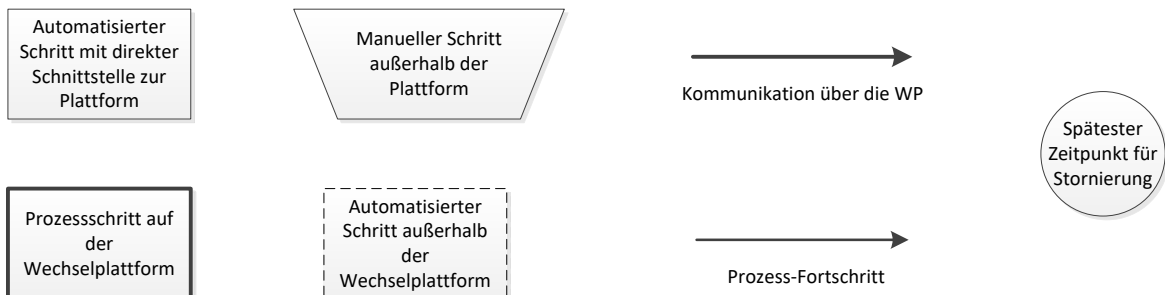 Automatisierter
Schritt mit direkter
Schnittstelle zur
Plattform
Manueller Schritt
außerhalb der
Plattform
Kommunikation über die WP
Spätester
Zeitpunkt für
Stornierung
Prozessschritt auf
der
Wechselplattform
Automatisierter
Schritt außerhalb
der
Wechselplattform
Prozess-Fortschritt